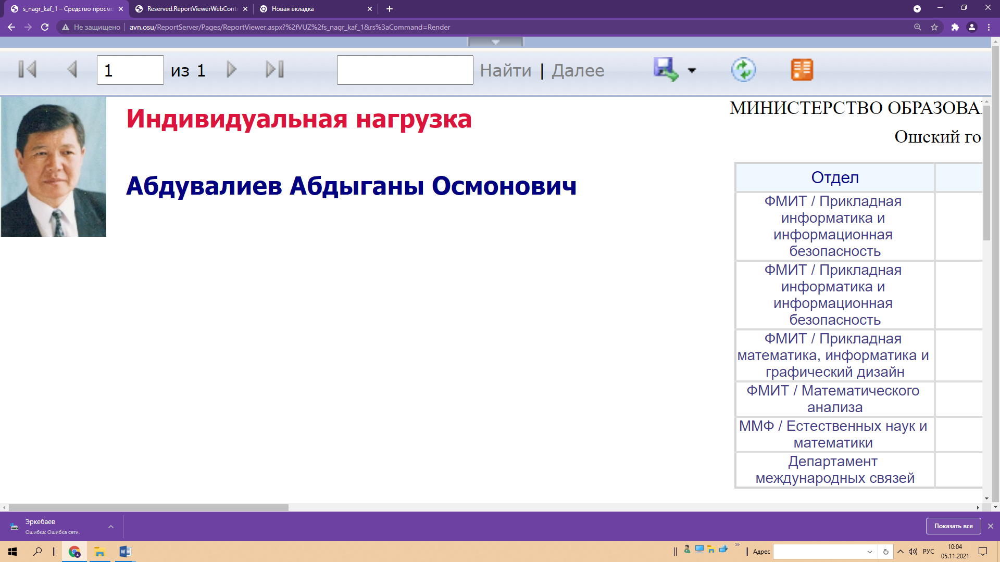 s_nagr_kaf_1 – Средство просмо
Reserved.ReportViewerWebContr
Новая вкладка
Не защищено
avn.osu/ReportServer/Pages/ReportViewer.aspx?%2fVUZ%2fs_nagr_kaf_1&rs%3aCommand=Render
1 из 1
Найти | Далее
Индивидуальная нагрузка
Абдувалиев Абдыганы Осмонович
МИНИСТЕРСТВО ОБРАЗОВА
Ошский го
Отдел
ФМИТ / Прикладная
информатика и
информационная
безопасность
ФМИТ / Прикладная
информатика и
информационная
безопасность
ФМИТ / Прикладная
математика, информатика и
графический дизайн
ФМИТ / Математического
анализа
ММФ / Естественных наук и
математики
Департамент
международных связей
Эркебаев
Ошибка: Ошибка сети.
Показать все
Адрес
РУС
10:04
05.11.2021